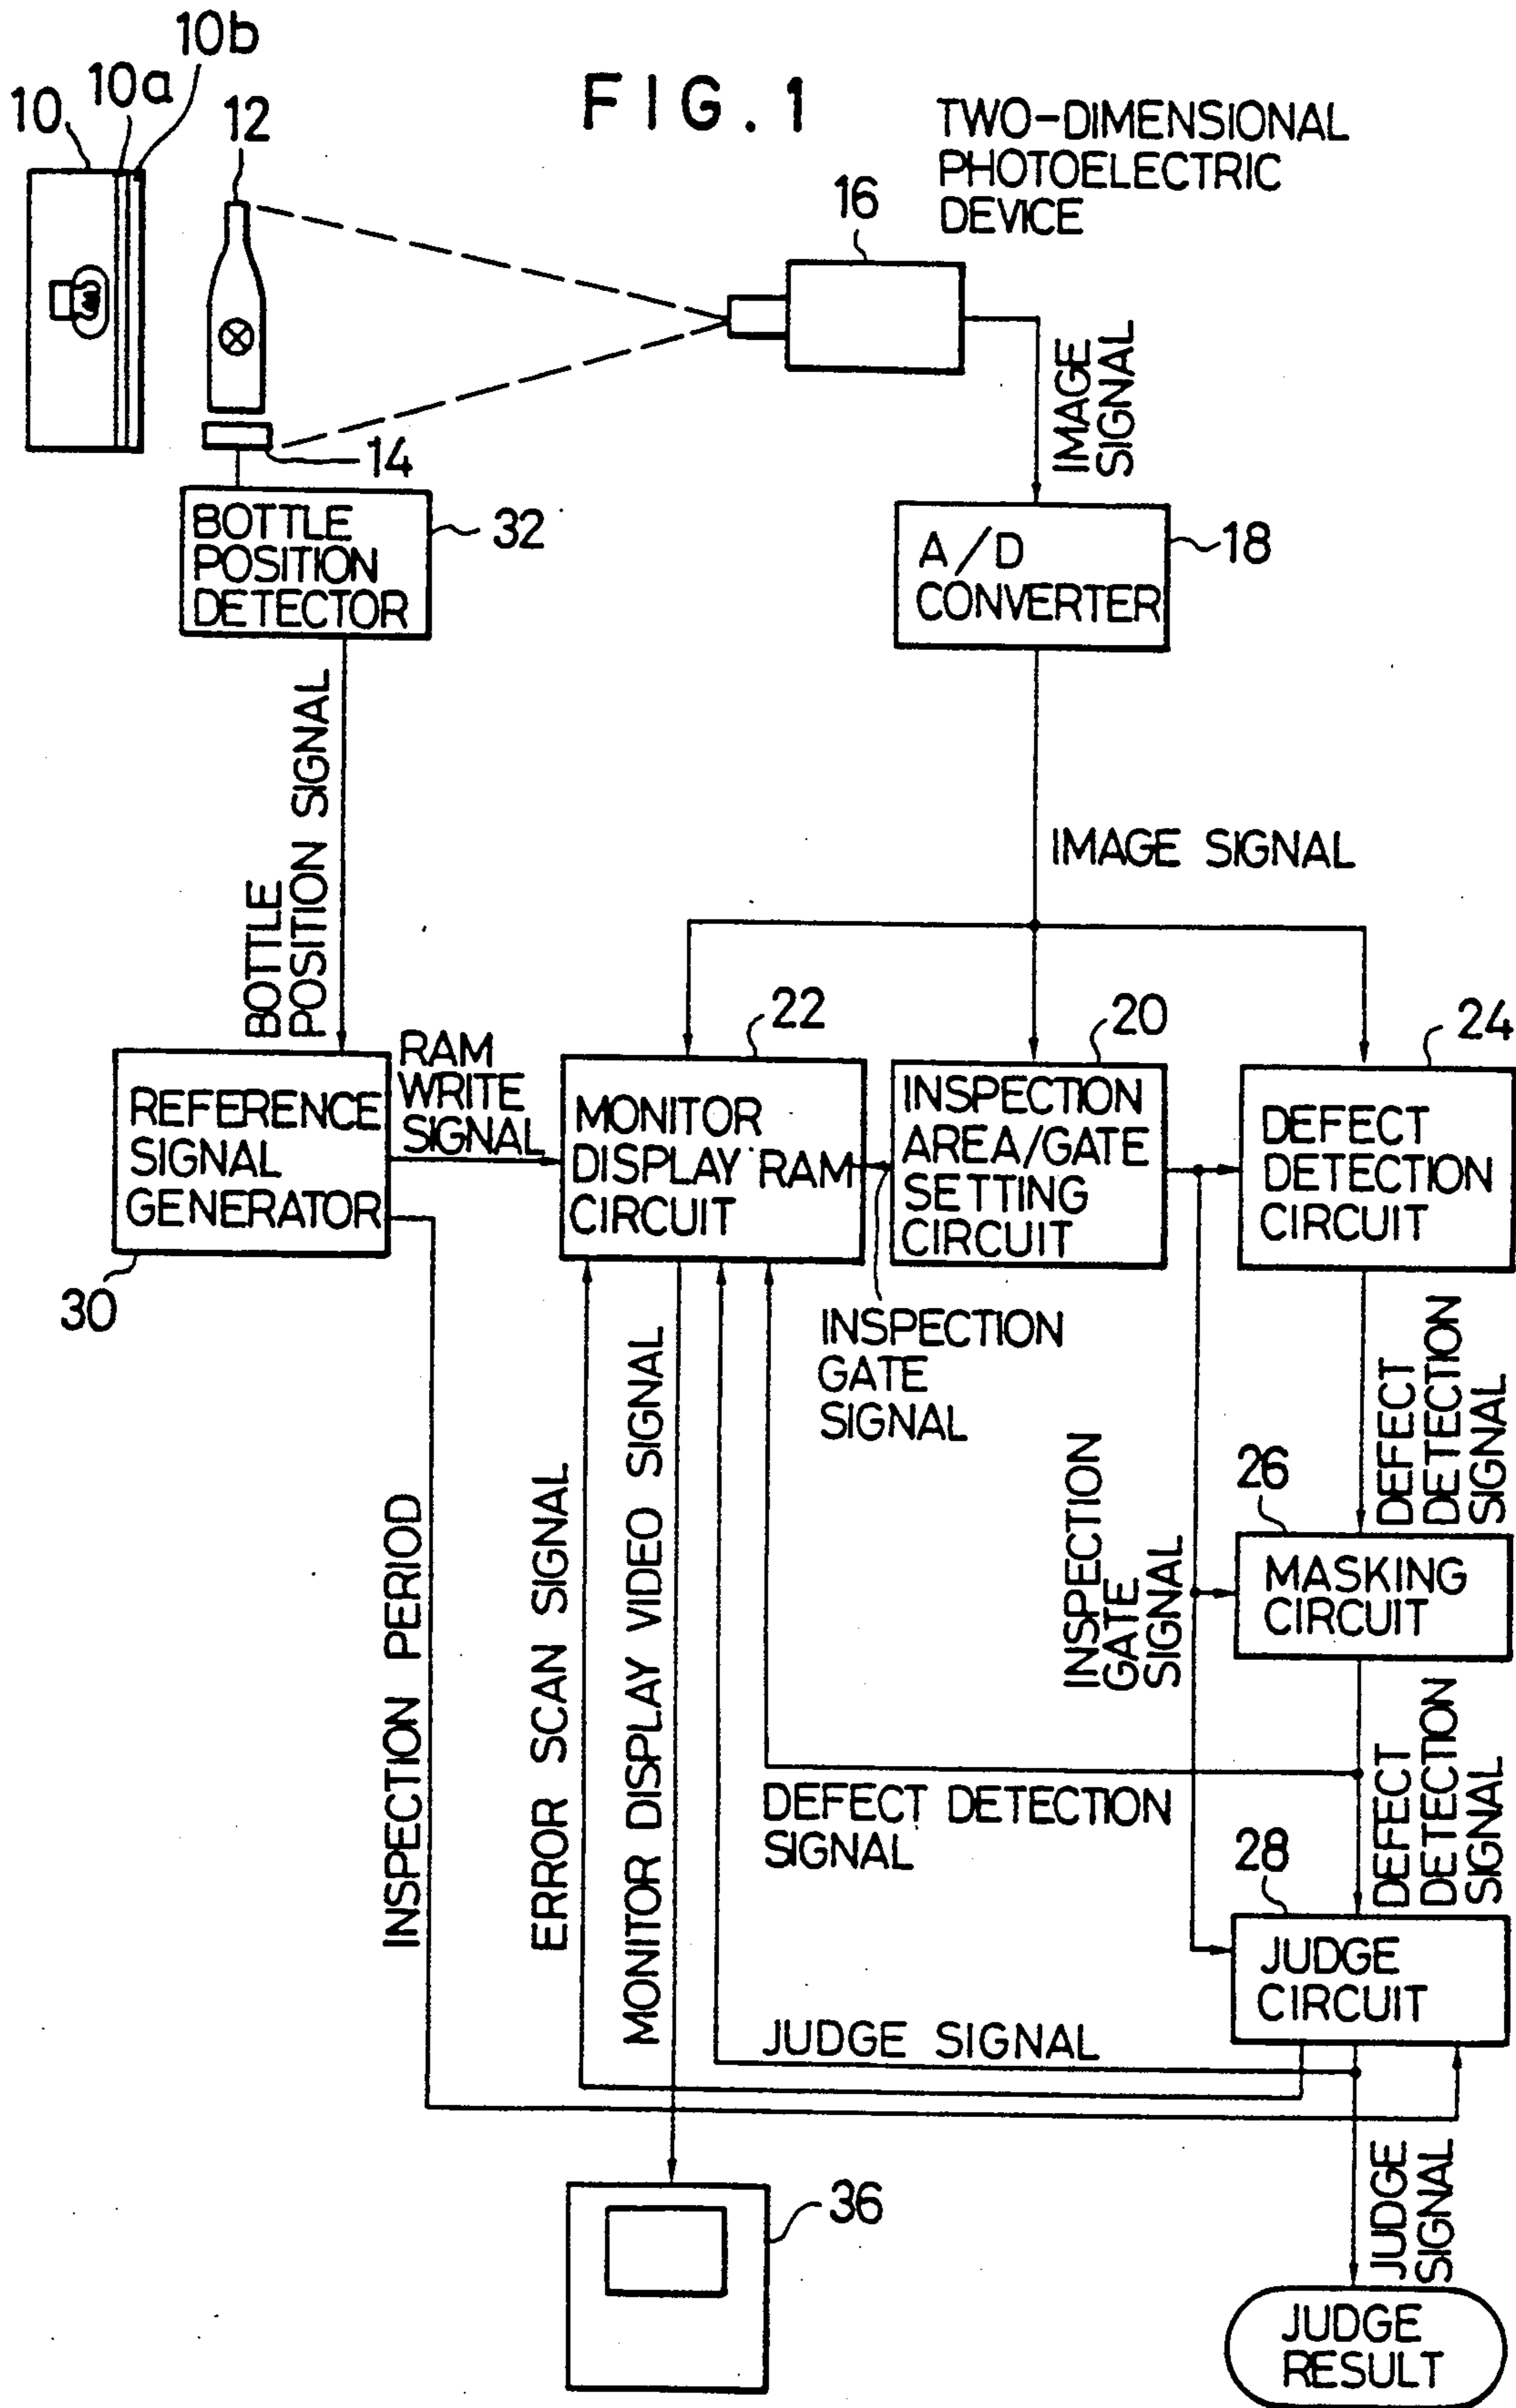 FIG. 1
10
10a
10b
12
TWO-DIMENSIONAL
PHOTOELECTRIC
DEVICE
16
14
IMAGE
SIGNAL
BOTTLE
POSITION
DETECTOR
32
A/D
CONVERTER
18
BOTTLE
POSITION SIGNAL
IMAGE SIGNAL
22
20
24
REFERENCE
SIGNAL
GENERATOR
30
RAM
WRITE
SIGNAL
MONITOR
DISPLAY RAM
CIRCUIT
INSPECTION
AREA/GATE
SETTING
CIRCUIT
DEFECT
DETECTION
CIRCUIT
INSPECTION
GATE
SIGNAL
DEFECT
DETECTION
SIGNAL
INSPECTION
GATE
SIGNAL
26
MASKING
CIRCUIT
INSPECTION PERIOD
ERROR SCAN SIGNAL
MONITOR DISPLAY VIDEO SIGNAL
DEFECT DETECTION
SIGNAL
DEFECT
DETECTION
SIGNAL
28
JUDGE
CIRCUIT
JUDGE SIGNAL
36
JUDGE
SIGNAL
JUDGE
RESULT